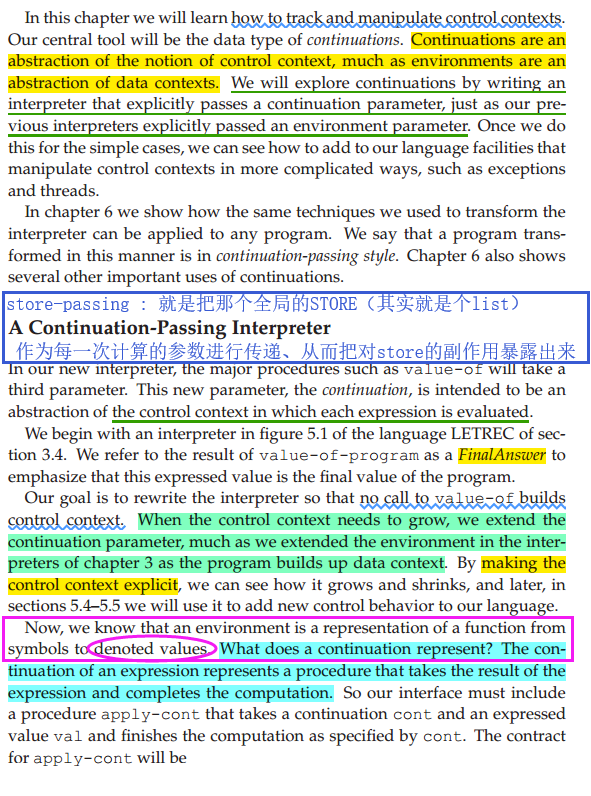 In this chapter we will learn how to track and manipulate control contexts.
Our central tool will be the data type of continuations. Continuations are an
abstraction of the notion of control context, much as environments are an
abstraction of data contexts. We will explore continuations by writing an
interpreter that explicitly passes a continuation parameter, just as our pre-
vious interpreters explicitly passed an environment parameter. Once we do
this for the simple cases, we can see how to add to our language facilities that
manipulate control contexts in more complicated ways, such as exceptions
and threads.
In chapter 6 we show how the same techniques we used to transform the
interpreter can be applied to any program. We say that a program trans-
formed in this manner is in continuation-passing style. Chapter 6 also shows
several other important uses of continuations.
store-passing : 就是把那个全局的STORE（其实就是个list）
A Continuation-Passing Interpreter
作为每一次计算的参数进行传递、从而把对store的副作用暴露出来
In our new interpreter, the major procedures such as value-of will take a
third parameter. This new parameter, the continuation, is intended to be an
abstraction of the control context in which each expression is evaluated.
We begin with an interpreter in figure 5.1 of the language LETREC of sec-
tion 3.4. We refer to the result of value-of-program as a FinalAnswer to
emphasize that this expressed value is the final value of the program.
Our goal is to rewrite the interpreter so that no call to value-of builds
control context. When the control context needs to grow, we extend the
continuation parameter, much as we extended the environment in the inter-
preters of chapter 3 as the program builds up data context. By making the
control context explicit, we can see how it grows and shrinks, and later, in
sections 5.4–5.5 we will use it to add new control behavior to our language.
Now, we know that an environment is a representation of a function from
symbols to denoted values. What does a continuation represent? The con-
tinuation of an expression represents a procedure that takes the result of the
expression and completes the computation. So our interface must include
a procedure apply-cont that takes a continuation cont and an expressed
value val and finishes the computation as specified by cont. The contract
for apply-cont will be